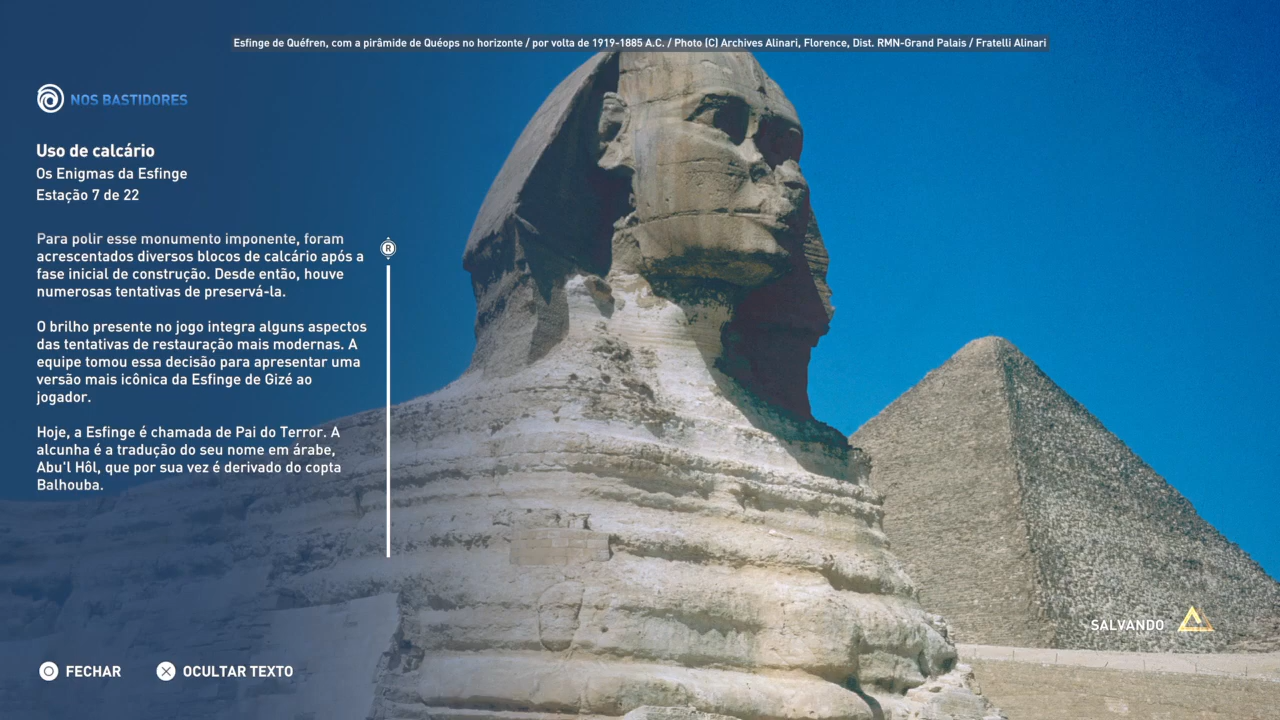 Esfinge de Quéfren, com a pirâmide de Quéops no horizonte / por volta de 1919-1885 A.C. / Photo (C) Archives Alinari, Florence, Dist. RMN-Grand Palais / Fratelli Alinari
NOS BASTIDORES
Uso de calcário
Os Enigmas da Esfinge
Estação 7 de 22
Para polir esse monumento imponente, foram
acrescentados diversos blocos de calcário após a
fase inicial de construção. Desde então, houve
numerosas tentativas de preservá-la.
O brilho presente no jogo integra alguns aspectos
das tentativas de restauração mais modernas. A
equipe tomou essa decisão para apresentar uma
versão mais icônica da Esfinge de Gizé ao
jogador.
Hoje, a Esfinge é chamada de Pai do Terror. A
alcunha é a tradução do seu nome em árabe,
Abu'l Hôl, que por sua vez é derivado do copta
Balhouba.
R
SALVANDO
FECHAR
OCULTAR TEXTO